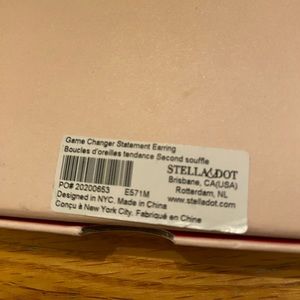 Game Changer Statement Earring
Boucles d'oreilles tendance Second souffle
STELLA&DOT
Brisbane, CA(USA)
Rotterdam, NL
www.stelladot.com
PO# 20200653 E571M
Designed in NYC. Made in China
Conçu à New York City. Fabriqué en Chine